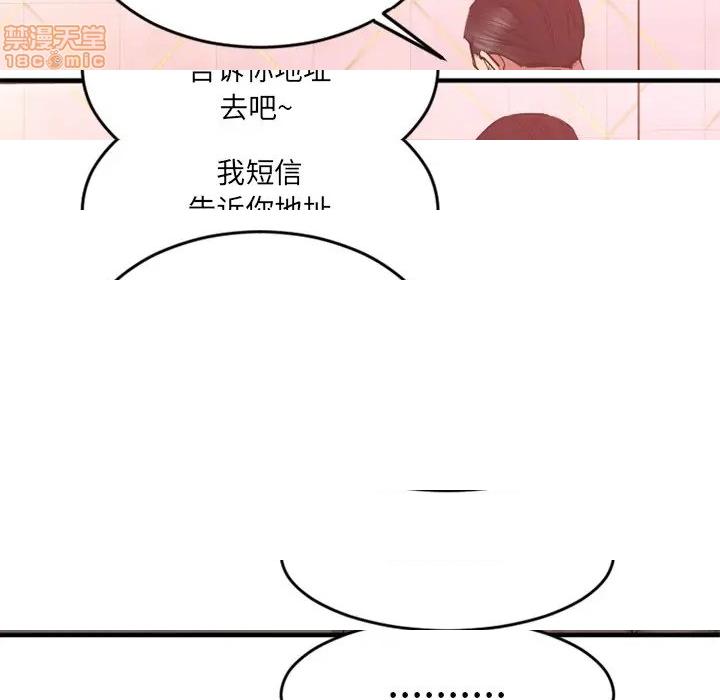 禁漫天堂
18comic
告诉你地址
去吧~
我短信
告诉你地址
..........